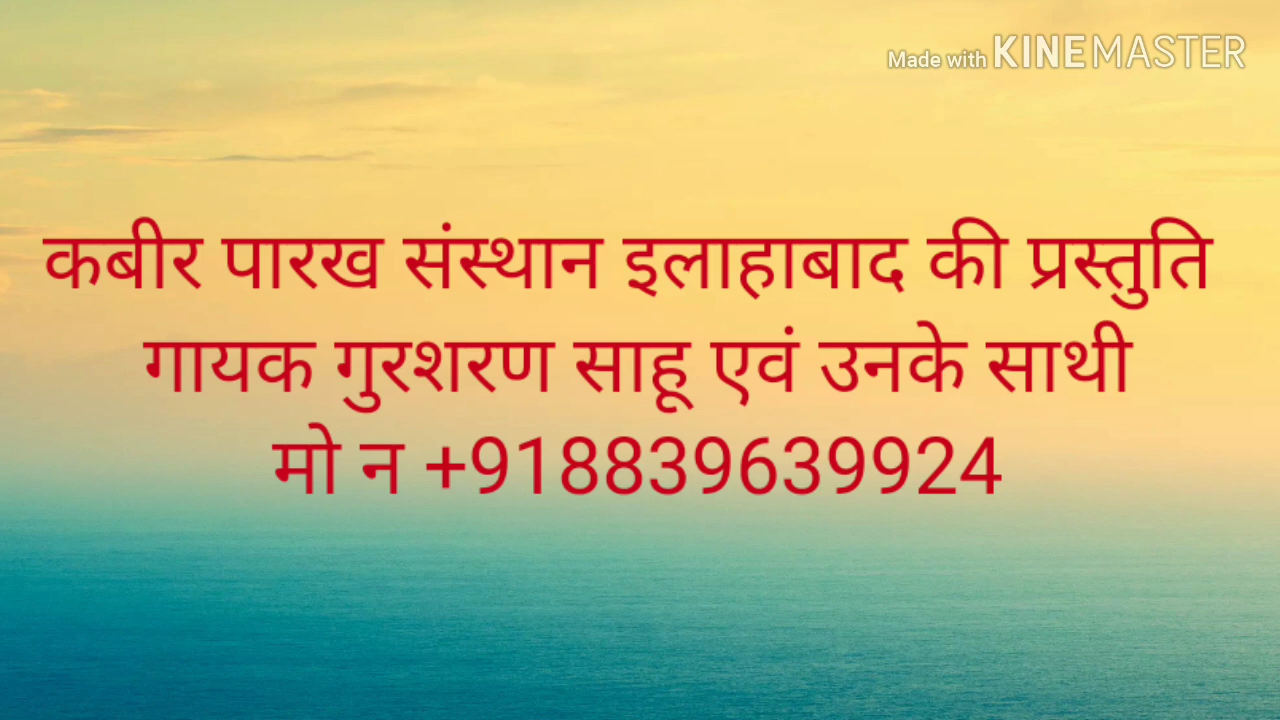 Made with KINEMASTER
कबीर पारख संस्थान इलाहाबाद की प्रस्तुति
गायक गुरशरण साहू एवं उनके साथी
मो न +918839639924